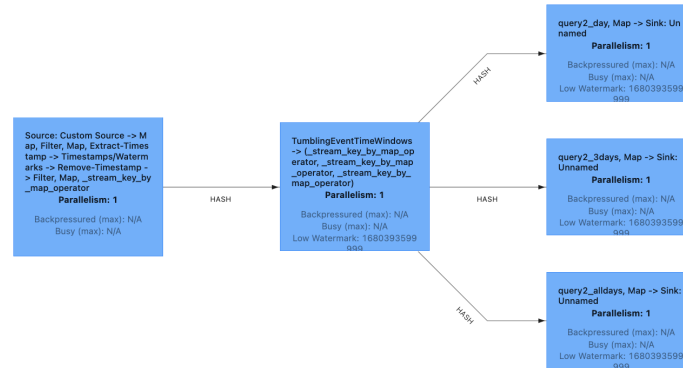 Source: Custom Source -> M
ap, Filter, Map, Extract-Times
tamp -> Timestamps/Waterm
arks -> Remove-Timestamp -
> Filter, Map, _stream_key_by
_map_operator
Parallelism: 1
Backpressured (max): N/A
Busy (max): N/A
HASH
TumblingEventTimeWindows
-> (_stream_key_by_map_op
erator, _stream_key_by_map
_operator, _stream_key_by_
map_operator)
Parallelism: 1
Backpressured (max): N/A
Busy (max): N/A
Low Watermark: 1680393599
999
HASH
query2_day, Map -> Sink: Un
named
Parallelism: 1
Backpressured (max): N/A
Busy (max): N/A
Low Watermark: 1680393599
999
HASH
query2_3days, Map -> Sink:
Unnamed
Parallelism: 1
Backpressured (max): N/A
Busy (max): N/A
Low Watermark: 1680393599
999
HASH
query2_alldays, Map -> Sink:
Unnamed
Parallelism: 1
Backpressured (max): N/A
Busy (max): N/A
Low Watermark: 1680393599
999